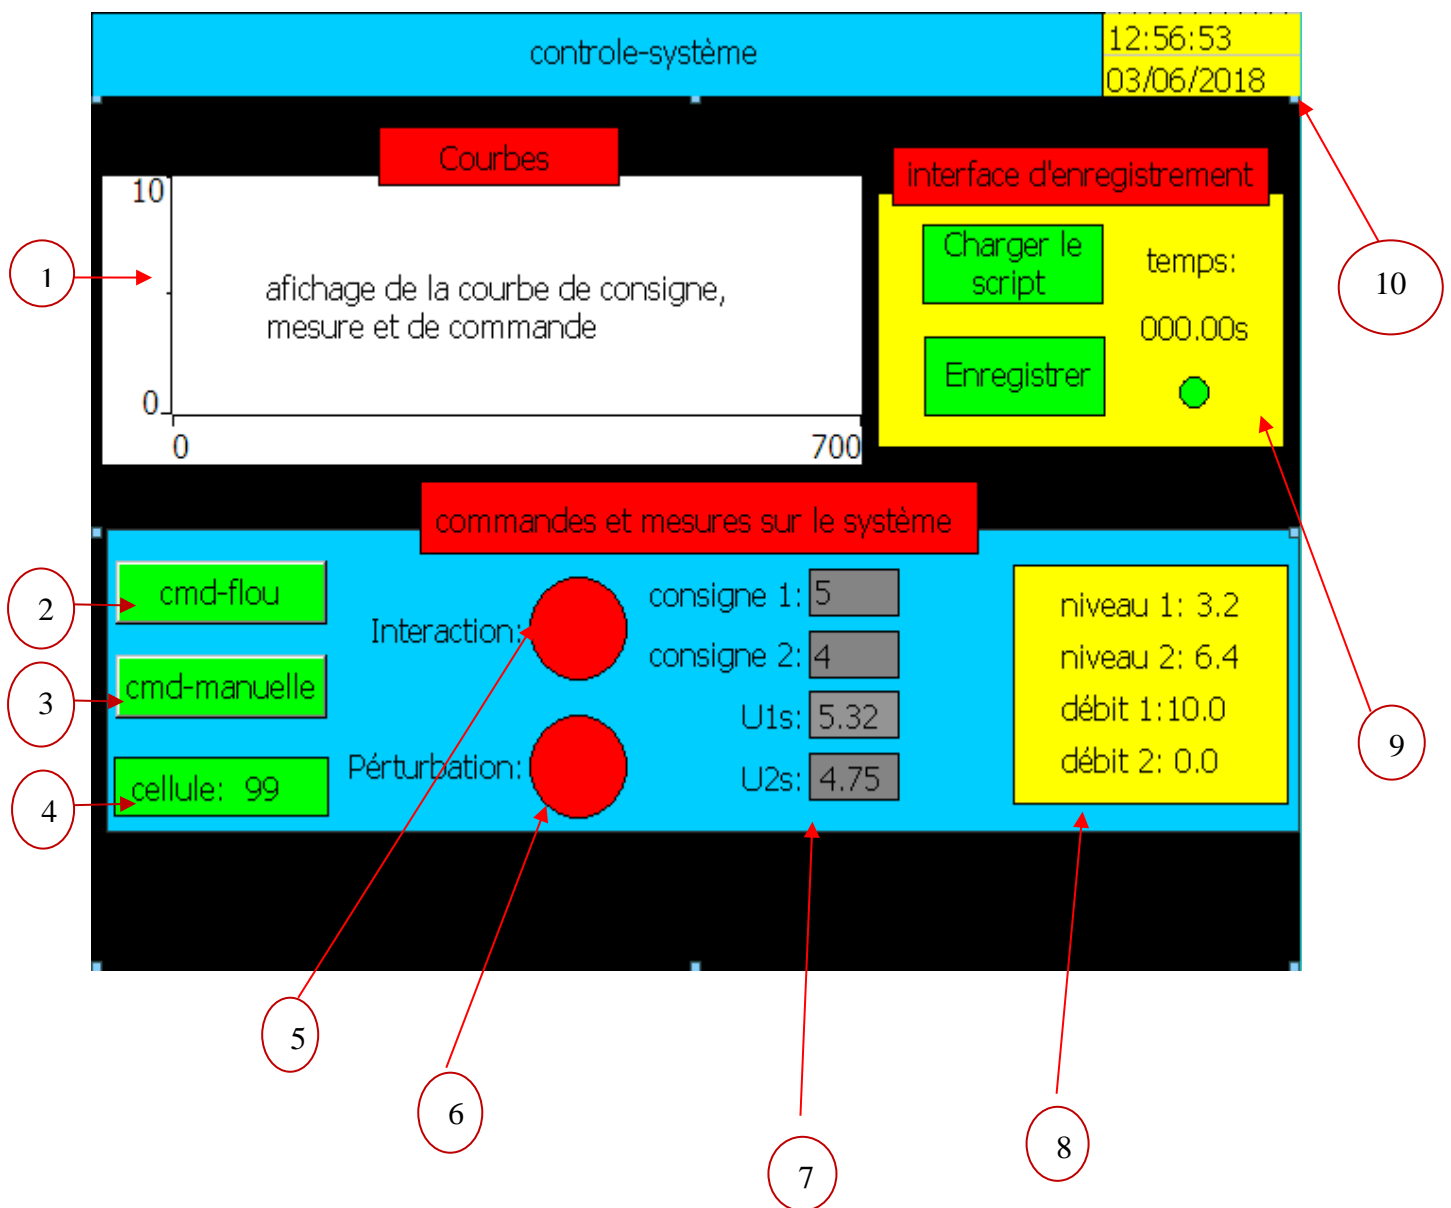 controle-système
12:56:53
03/06/2018
Courbes
10
afichage de la courbe de consigne,
mesure et de commande
0
0
700
interface d'enregistrement
Charger le
script
temps:
000.00s
Enregistrer
1
10
commandes et mesures sur le système
cmd-flou
cmd-manuelle
cellule: 99
Interaction:
Pérturbation:
consigne 1: 5
consigne 2: 4
U1s: 5.32
U2s: 4.75
niveau 1: 3.2
niveau 2: 6.4
débit 1:10.0
débit 2: 0.0
2
3
4
9
5
6
7
8